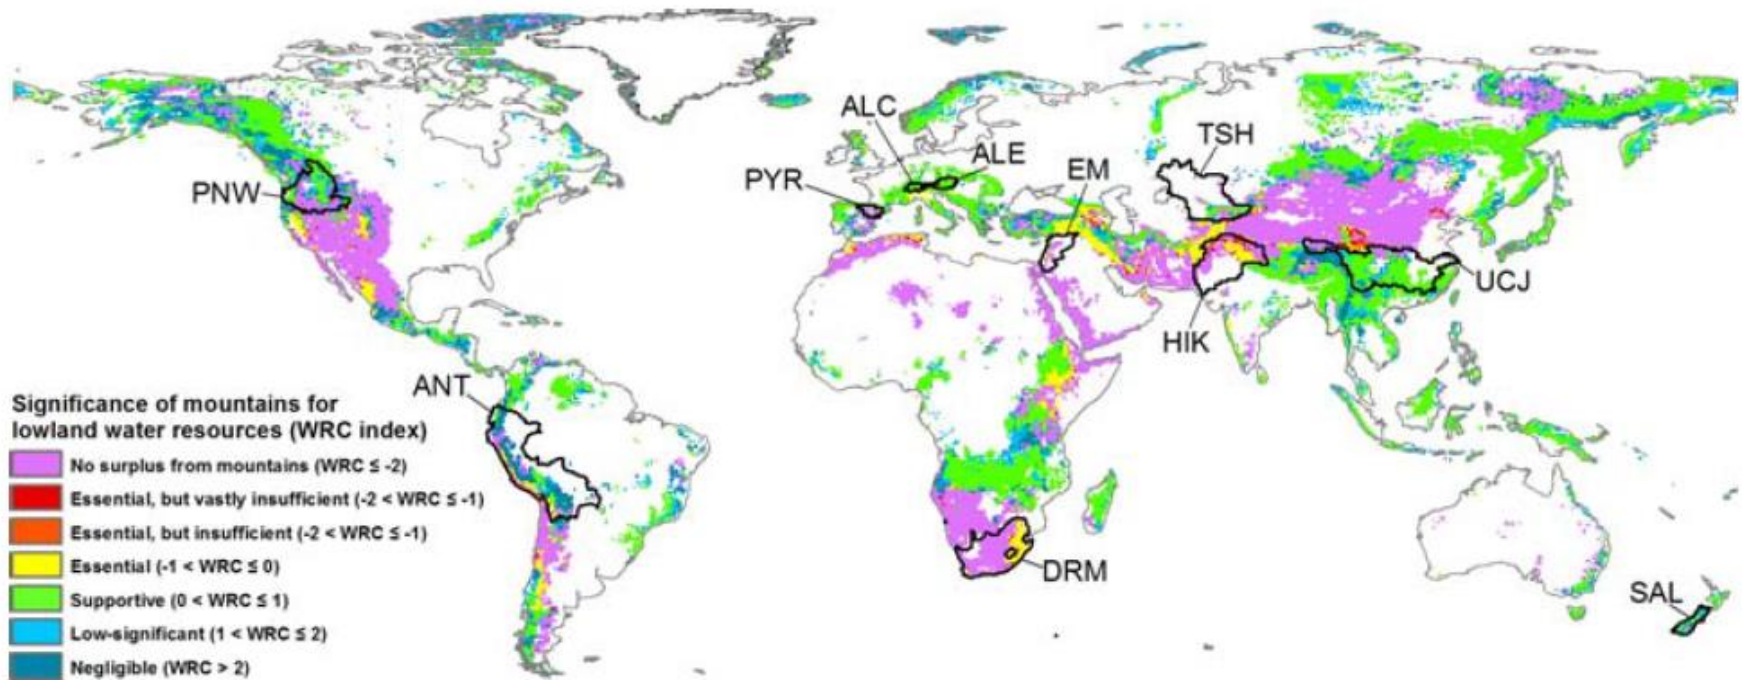 ALC
TSH
ALE
EM
PYR
PNW
UCJ
HIK
ANT
Significance of mountains for
lowland water resources (WRC index)
No surplus from mountains (WRC ≤ -2)
Essential, but vastly insufficient (-2 < WRC ≤ -1)
Essential, but insufficient (-2 < WRC ≤ -1)
Essential (-1 < WRC ≤ 0)
Supportive (0 < WRC ≤ 1)
Low-significant (1 < WRC ≤ 2)
Negligible (WRC > 2)
DRM
SAL